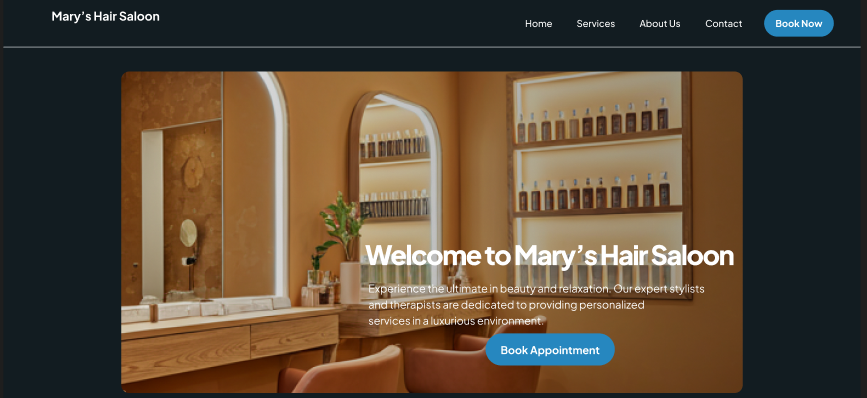 Mary’s Hair Saloon
Home Services About Us Contact Book Now
Welcome to Mary’s Hair Saloon
Experience the ultimate in beauty and relaxation. Our expert stylists
and therapists are dedicated to providing personalized
services in a luxurious environment.
Book Appointment